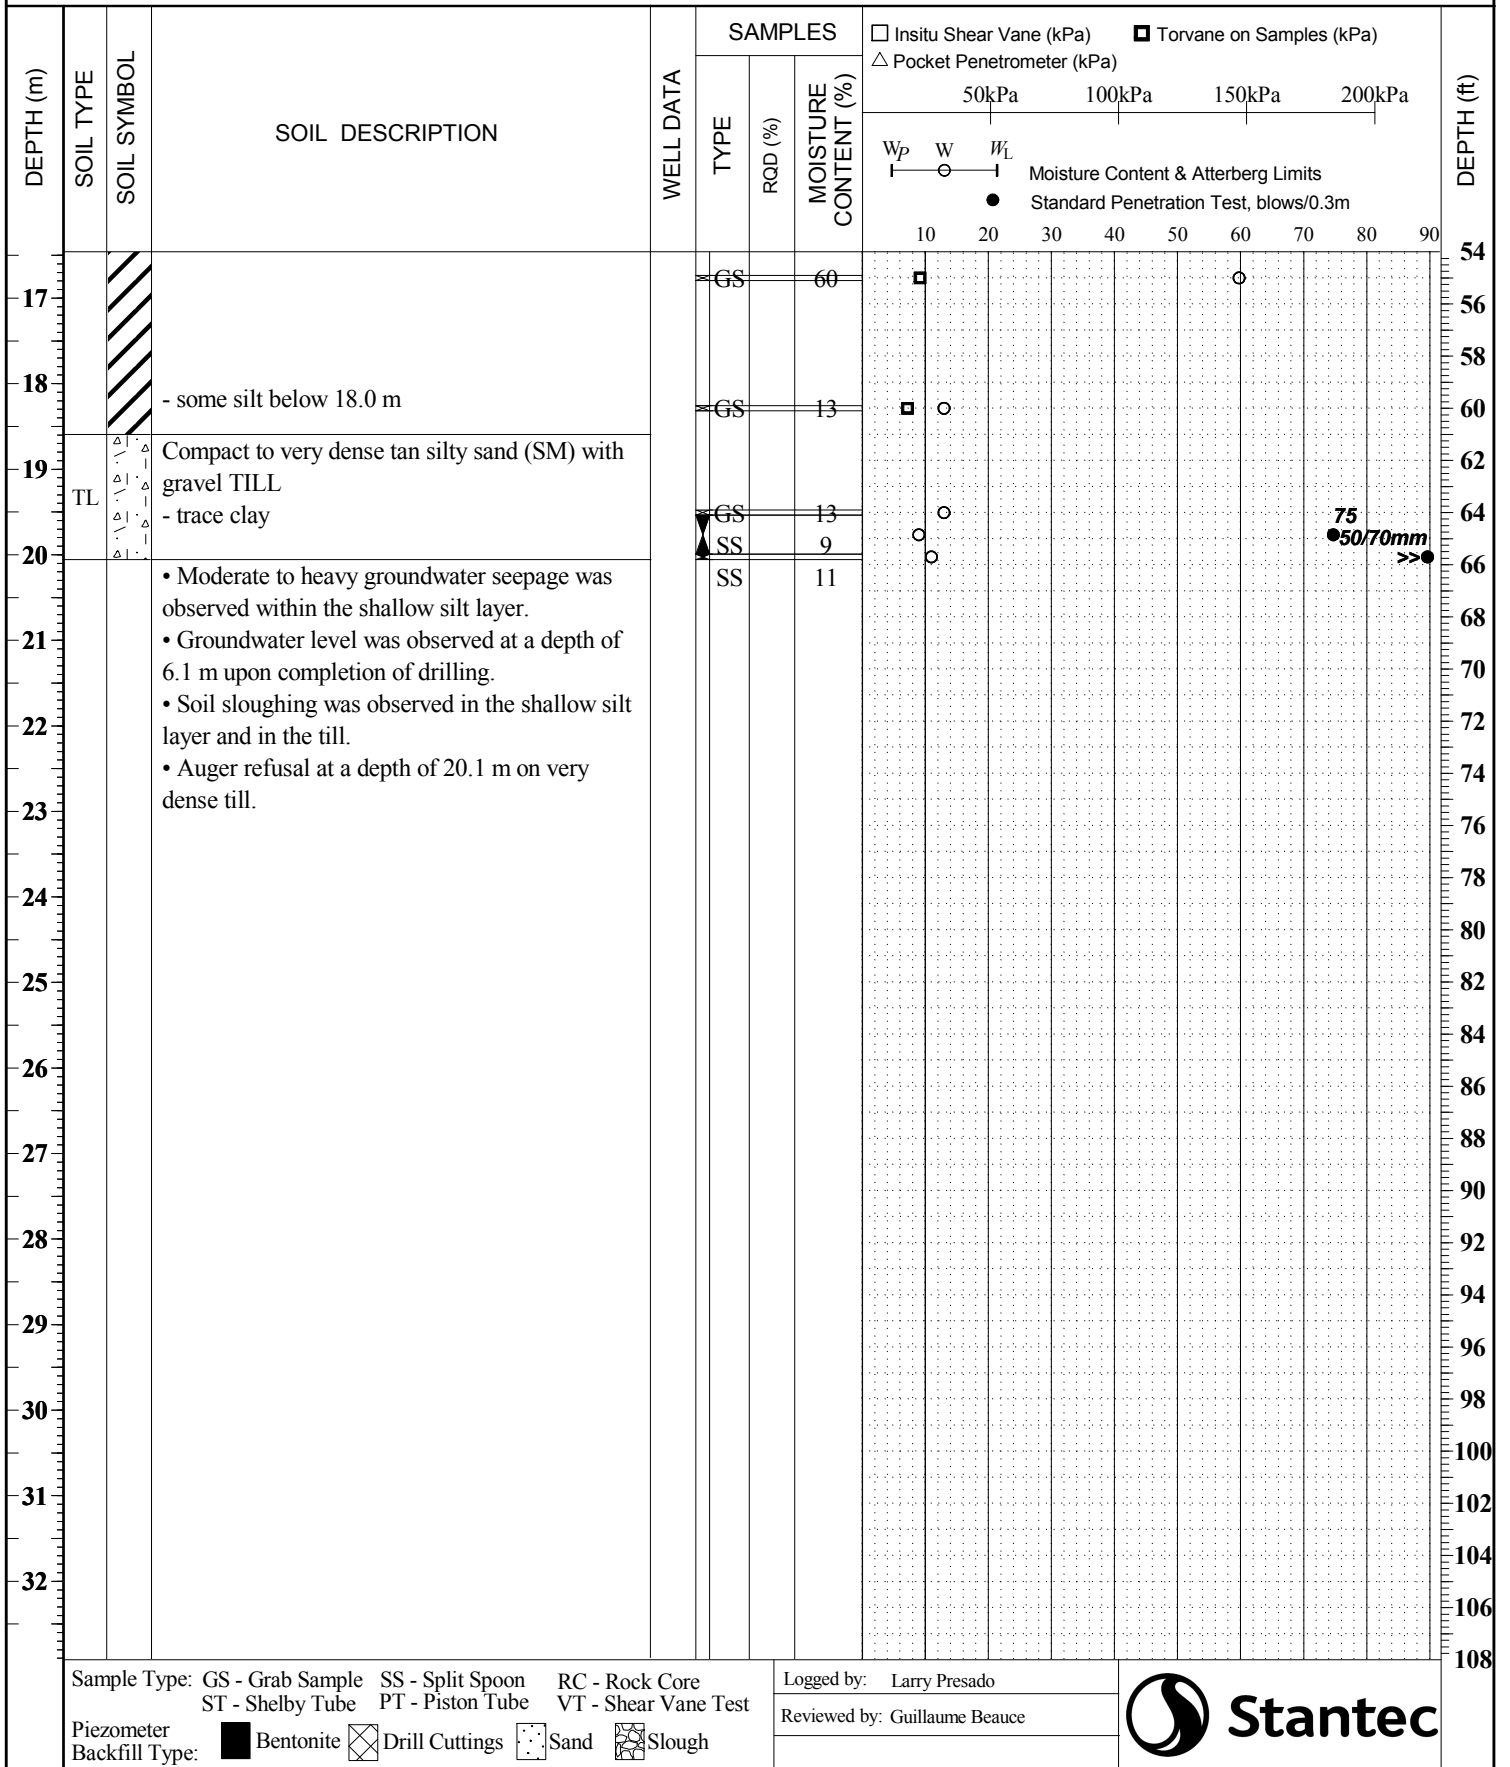 DEPTH (m)
SOIL TYPE
SOIL SYMBOL
SOIL DESCRIPTION
WELL DATA
SAMPLES
TYPE
RQD (%)
MOISTURE
CONTENT (%)
Insitu Shear Vane (kPa)
Torvane on Samples (kPa)
Pocket Penetrometer (kPa)
50kPa 100kPa 150kPa 200kPa
WP W WL
Moisture Content & Atterberg Limits
Standard Penetration Test, blows/0.3m
10 20 30 40 50 60 70 80 90
DEPTH (ft)
54
GS 60
17
56
58
18
- some silt below 18.0 m
GS 13
60
Compact to very dense tan silty sand (SM) with
gravel TILL
- trace clay
TL
19
62
GS 13
64
75
SS 9
50/70mm
>>
20
66
SS 11
• Moderate to heavy groundwater seepage was
observed within the shallow silt layer.
• Groundwater level was observed at a depth of
6.1 m upon completion of drilling.
• Soil sloughing was observed in the shallow silt
layer and in the till.
• Auger refusal at a depth of 20.1 m on very
dense till.
68
21
70
22
72
74
23
76
78
24
80
25
82
84
26
86
27
88
90
28
92
94
29
96
30
98
100
31
102
104
32
106
108
Sample Type: GS - Grab Sample SS - Split Spoon RC - Rock Core
ST - Shelby Tube PT - Piston Tube VT - Shear Vane Test
Piezometer
Backfill Type:
Bentonite Drill Cuttings Sand Slough
Logged by: Larry Presado
Reviewed by: Guillaume Beauce
Stantec